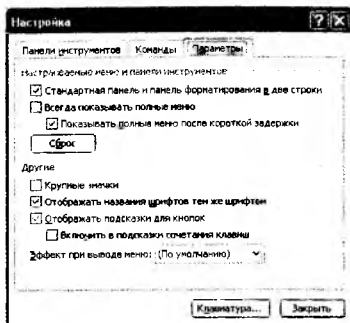 Настройка
Панели инструментов Команды Параметры
Настраиваемые меню и панели инструментов
Стандартная панель и панель форматирования в две строки
Всегда показывать полные меню
Показывать полные меню после короткой задержки
Сброс
Другие
Крупные значки
Отображать названия шрифтов тем же шрифтом
Отображать подсказки для кнопок
Включить в подсказки сочетания клавиш
Эффект при выводе меню: (По умолчанию)
Клавиатура... Закрыть